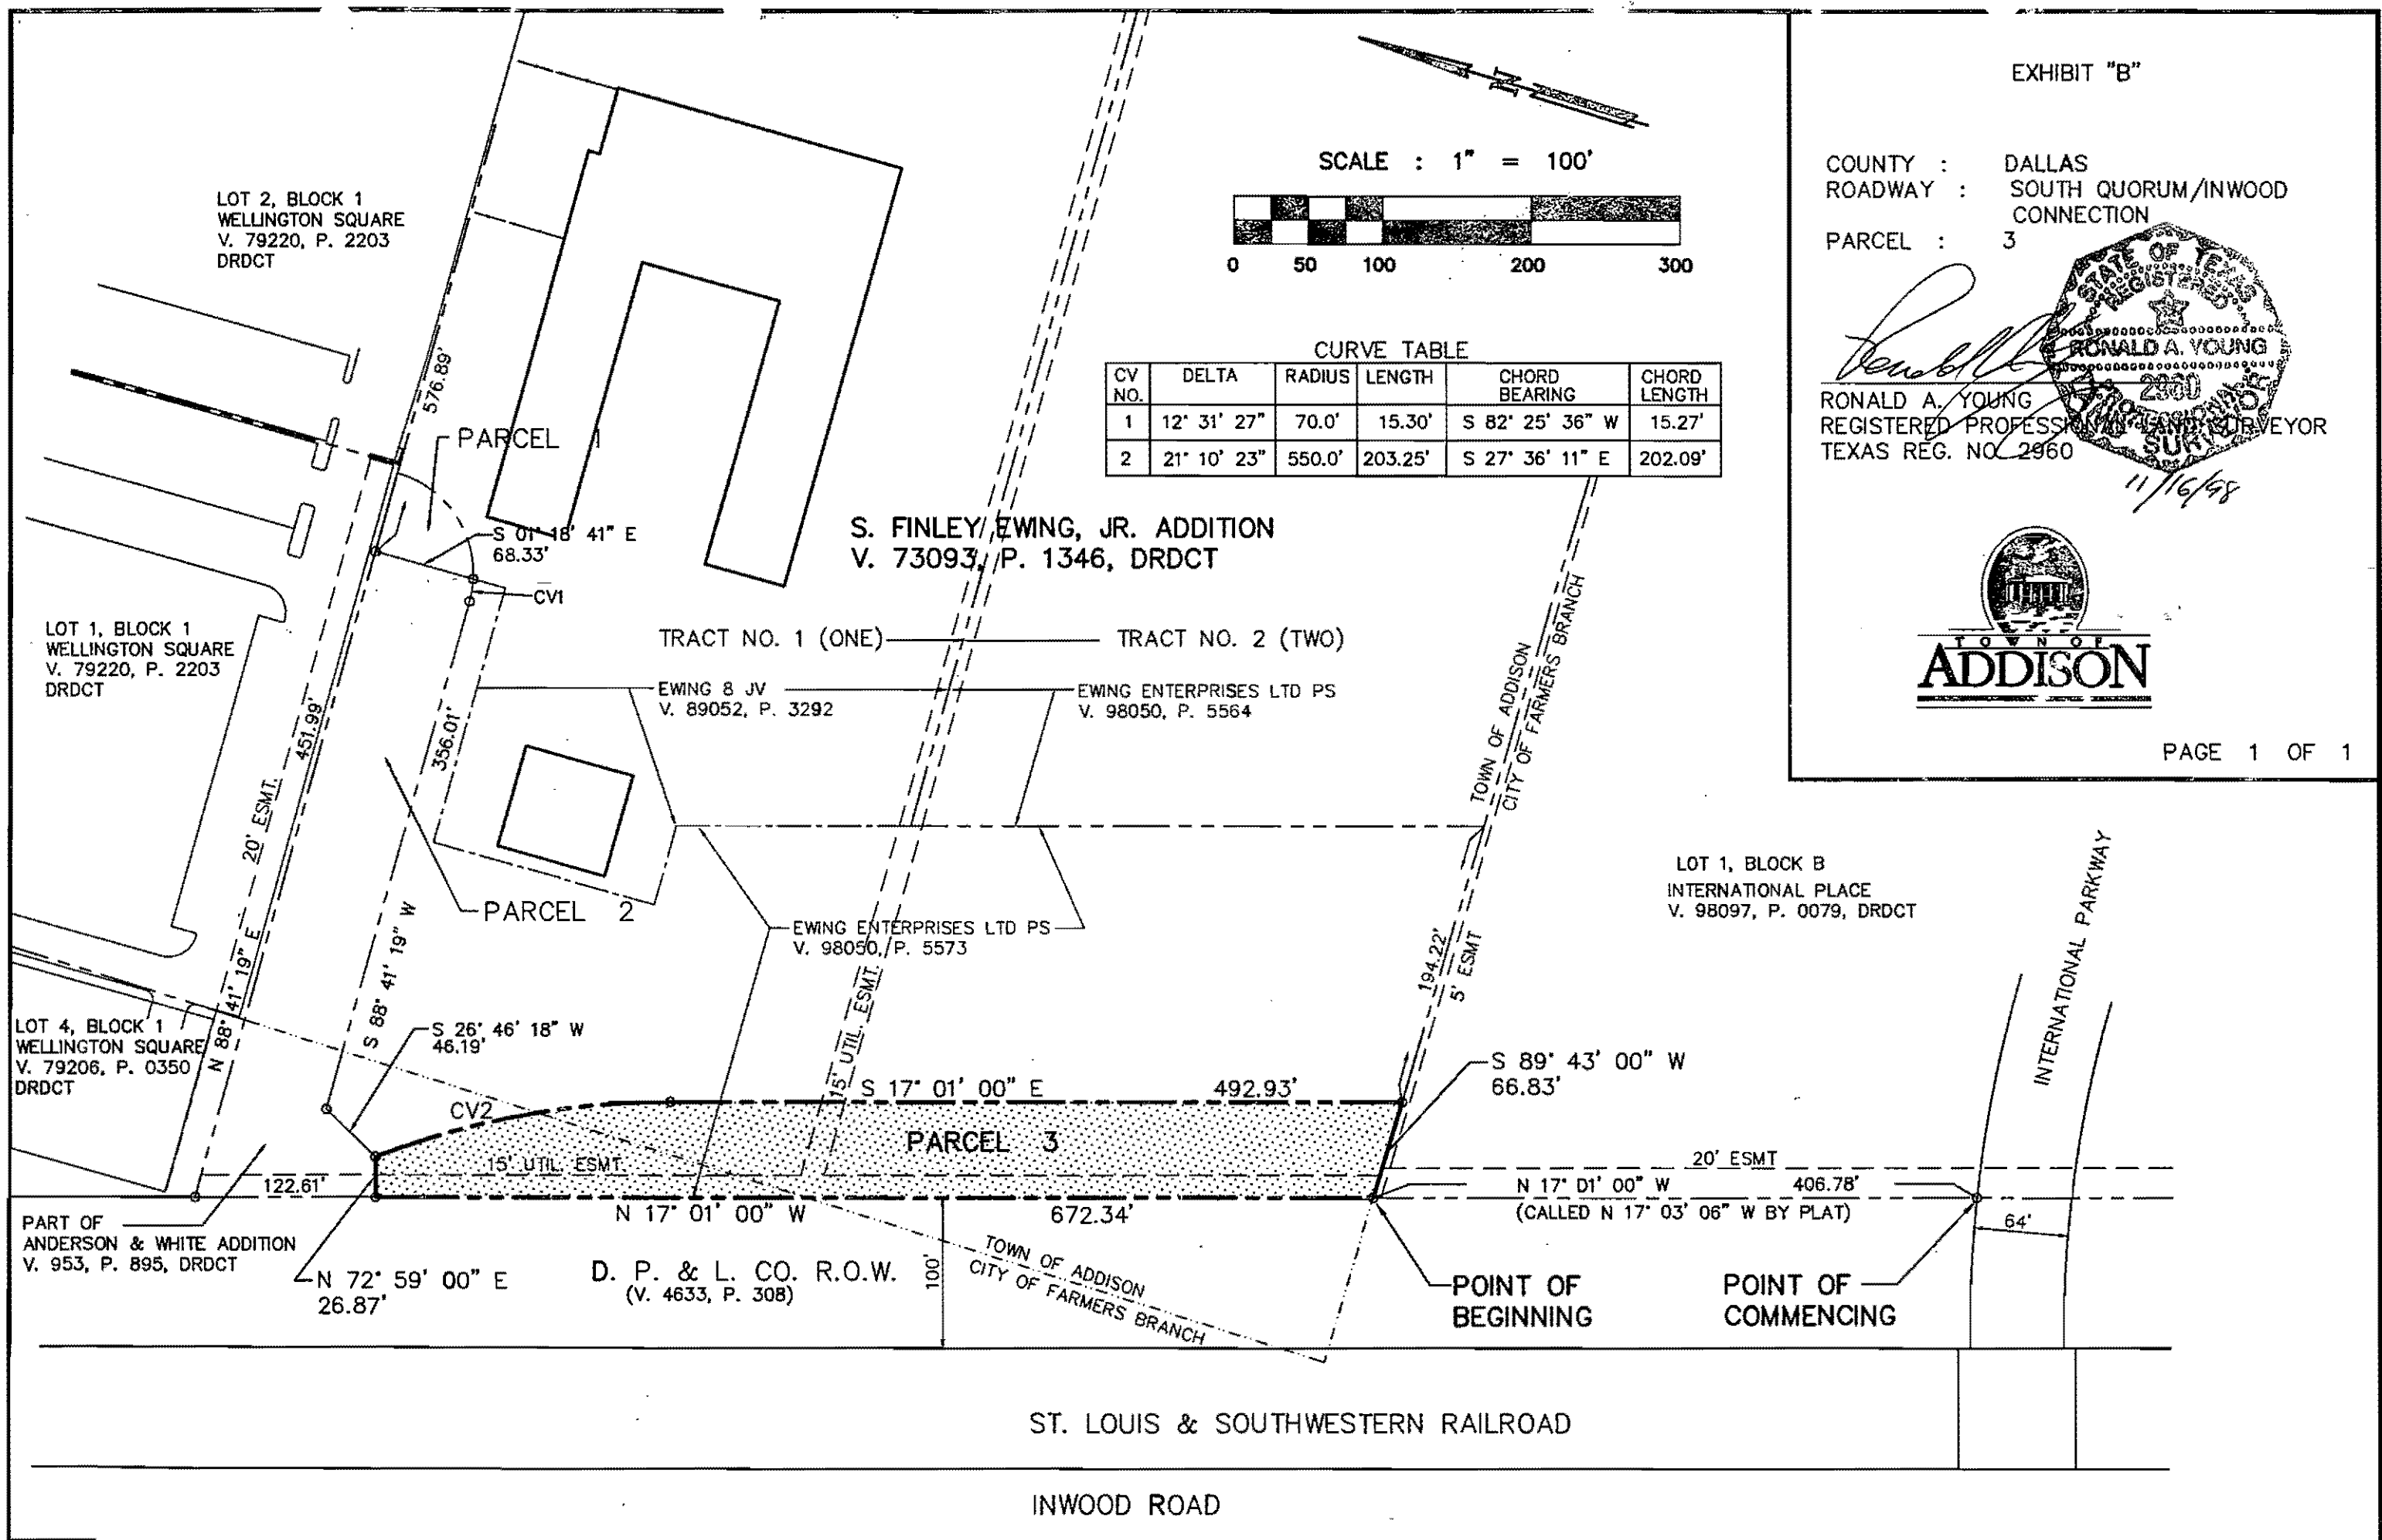 EXHIBIT "B"
COUNTY : DALLAS
ROADWAY : SOUTH QUORUM/INWOOD
CONNECTION
PARCEL : 3
STATE OF TEXAS
REGISTERED
RONALD A. YOUNG
2960
PROFESSIONAL
LAND SURVEYOR
RONALD A. YOUNG
REGISTERED PROFESSIONAL LAND SURVEYOR
TEXAS REG. NO. 2960
11/16/98
TOWN OF
ADDISON
PAGE 1 OF 1
N
SCALE : 1" = 100'
0 50 100 200 300
CURVE TABLE
CV NO. DELTA RADIUS LENGTH CHORD BEARING CHORD LENGTH
1 12° 31' 27" 70.0' 15.30' S 82° 25' 36" W 15.27'
2 21° 10' 23" 550.0' 203.25' S 27° 36' 11" E 202.09'
LOT 2, BLOCK 1
WELLINGTON SQUARE
V. 79220, P. 2203
DRDCT
576.89'
PARCEL 1
S 01° 18' 41" E
68.33'
CV1
S. FINLEY EWING, JR. ADDITION
V. 73093, P. 1346, DRDCT
LOT 1, BLOCK 1
WELLINGTON SQUARE
V. 79220, P. 2203
DRDCT
TRACT NO. 1 (ONE)
TRACT NO. 2 (TWO)
EWING 8 JV
V. 89052, P. 3292
EWING ENTERPRISES LTD PS
V. 98050, P. 5564
TOWN OF ADDISON
CITY OF FARMERS BRANCH
451.99'
20' ESMT.
N 88° 41' 19" E
356.01'
S 88° 41' 19" W
PARCEL 2
EWING ENTERPRISES LTD PS
V. 98050, P. 5573
15' UTIL. ESMT.
194.22'
5' ESMT
LOT 1, BLOCK B
INTERNATIONAL PLACE
V. 98097, P. 0079, DRDCT
INTERNATIONAL PARKWAY
LOT 4, BLOCK 1
WELLINGTON SQUARE
V. 79206, P. 0350
DRDCT
S 26° 46' 18" W
46.19'
CV2
S 17° 01' 00" E 492.93'
S 89° 43' 00" W
66.83'
PARCEL 3
15' UTIL. ESMT.
122.61'
20' ESMT
N 17° 01' 00" W 406.78'
(CALLED N 17° 03' 06" W BY PLAT)
64'
N 17° 01' 00" W 672.34'
PART OF
ANDERSON & WHITE ADDITION
V. 953, P. 895, DRDCT
N 72° 59' 00" E
26.87'
D. P. & L. CO. R.O.W.
(V. 4633, P. 308)
100'
TOWN OF ADDISON
CITY OF FARMERS BRANCH
POINT OF
BEGINNING
POINT OF
COMMENCING
ST. LOUIS & SOUTHWESTERN RAILROAD
INWOOD ROAD